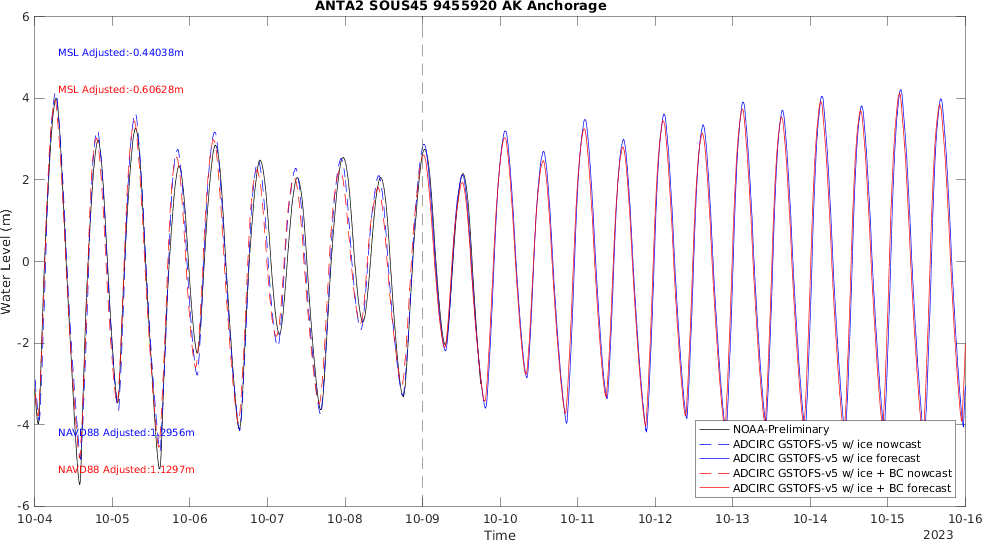 ANTA2 SOUS45 9455920 AK Anchorage
6
4
2
0
-2
-4
-6
Water Level (m)
MSL Adjusted:-0.44038m
MSL Adjusted:-0.60628m
NAVD88 Adjusted:1.2956m
NAVD88 Adjusted:1.1297m
NOAA-Preliminary
ADCIRC GSTOFS-v5 w/ ice nowcast
ADCIRC GSTOFS-v5 w/ ice forecast
ADCIRC GSTOFS-v5 w/ ice + BC nowcast
ADCIRC GSTOFS-v5 w/ ice + BC forecast
10-04 10-05 10-06 10-07 10-08 10-09 10-10 10-11 10-12 10-13 10-14 10-15 10-16
Time
2023